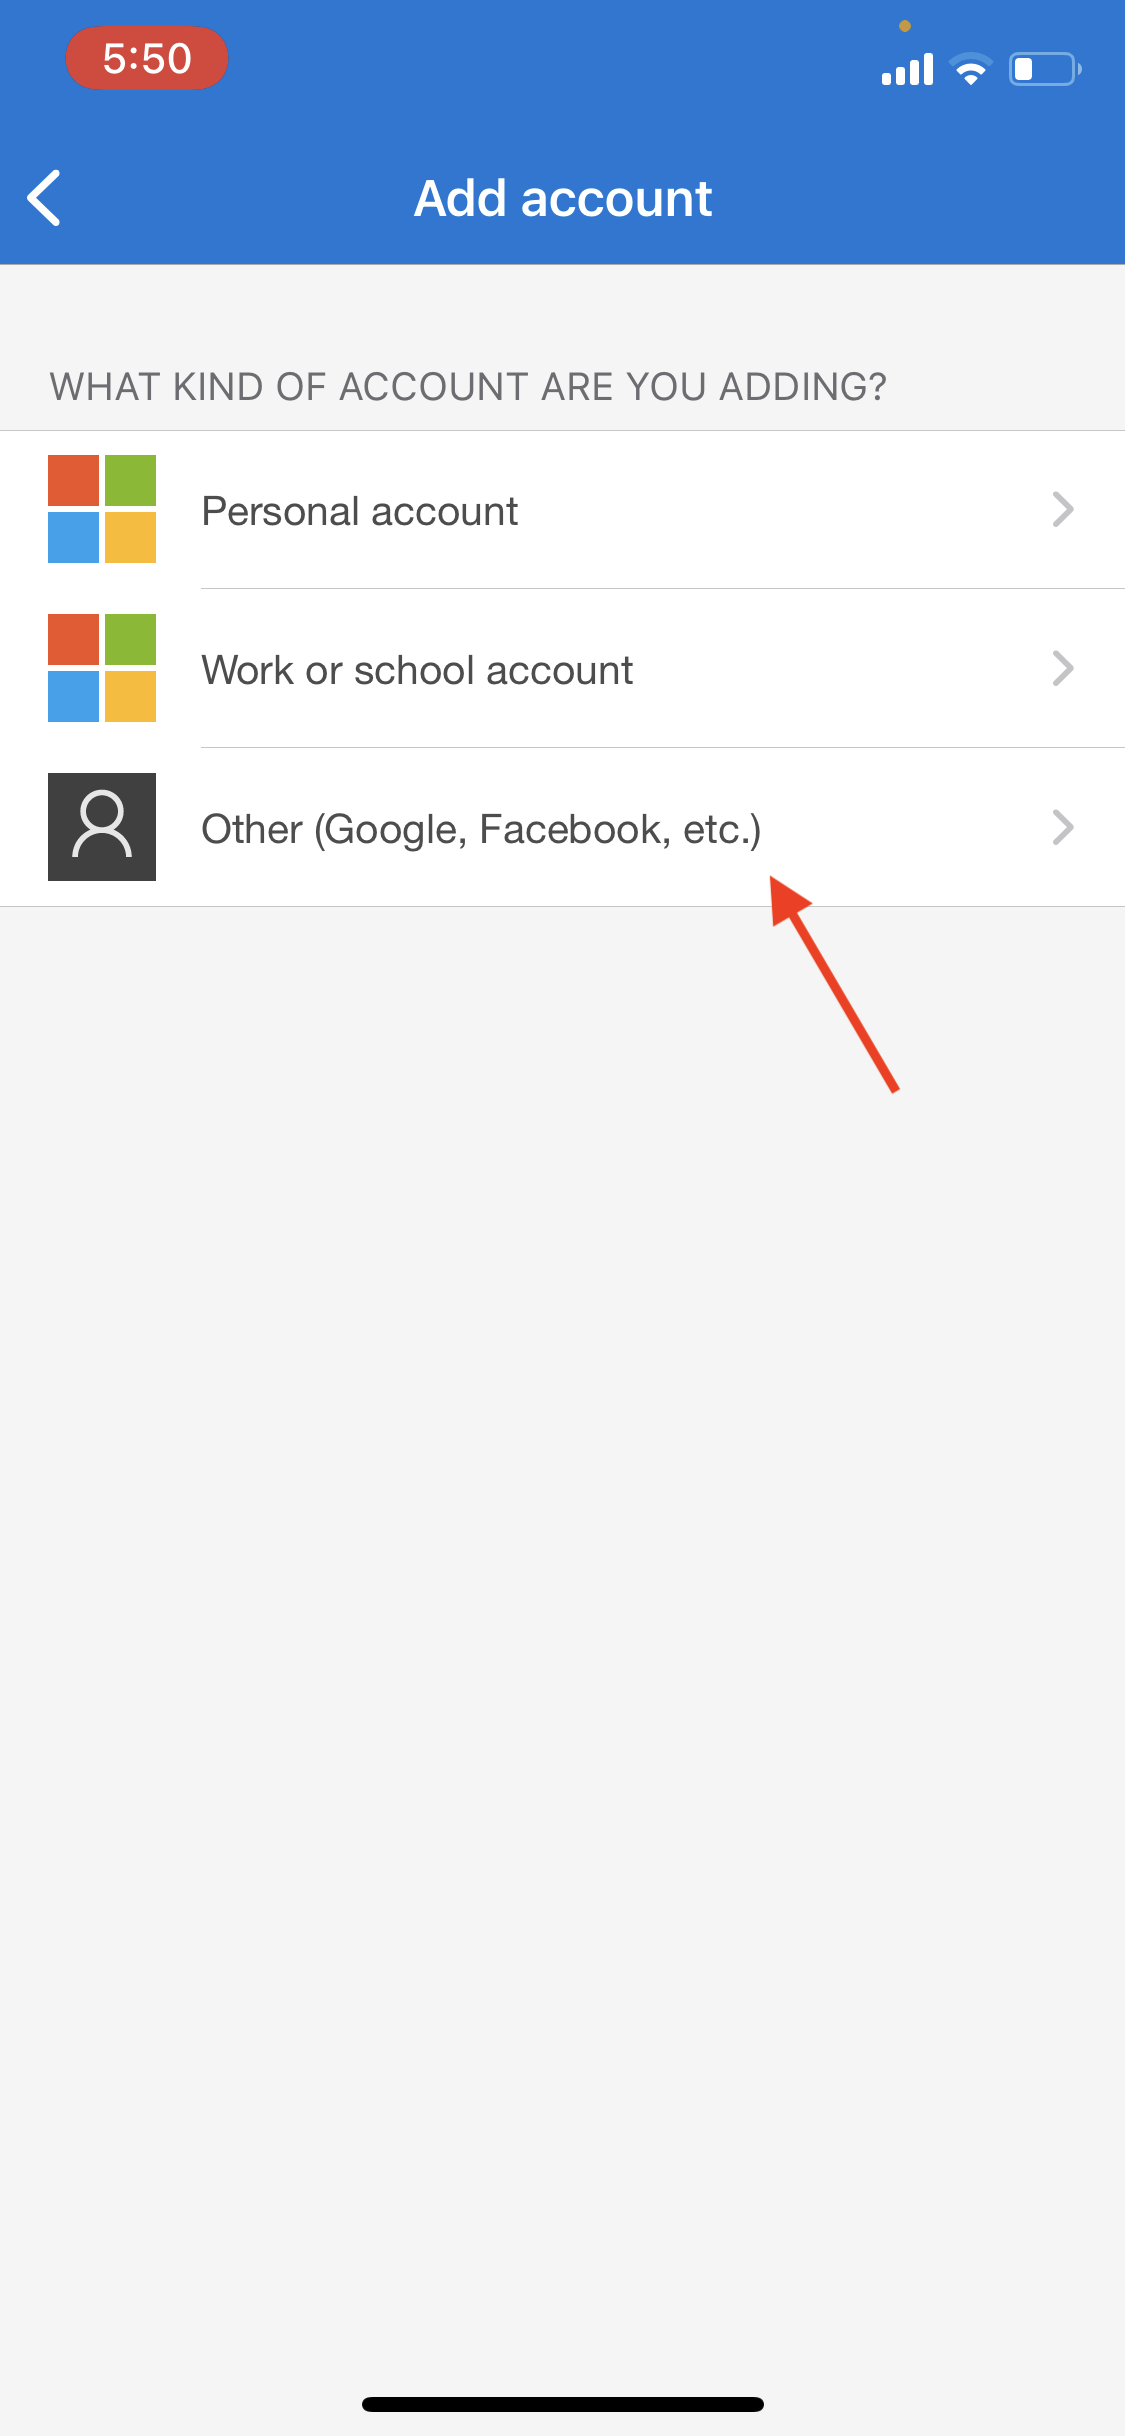 5:50
Add account
WHAT KIND OF ACCOUNT ARE YOU ADDING?
Personal account
Work or school account
Other (Google, Facebook, etc.)